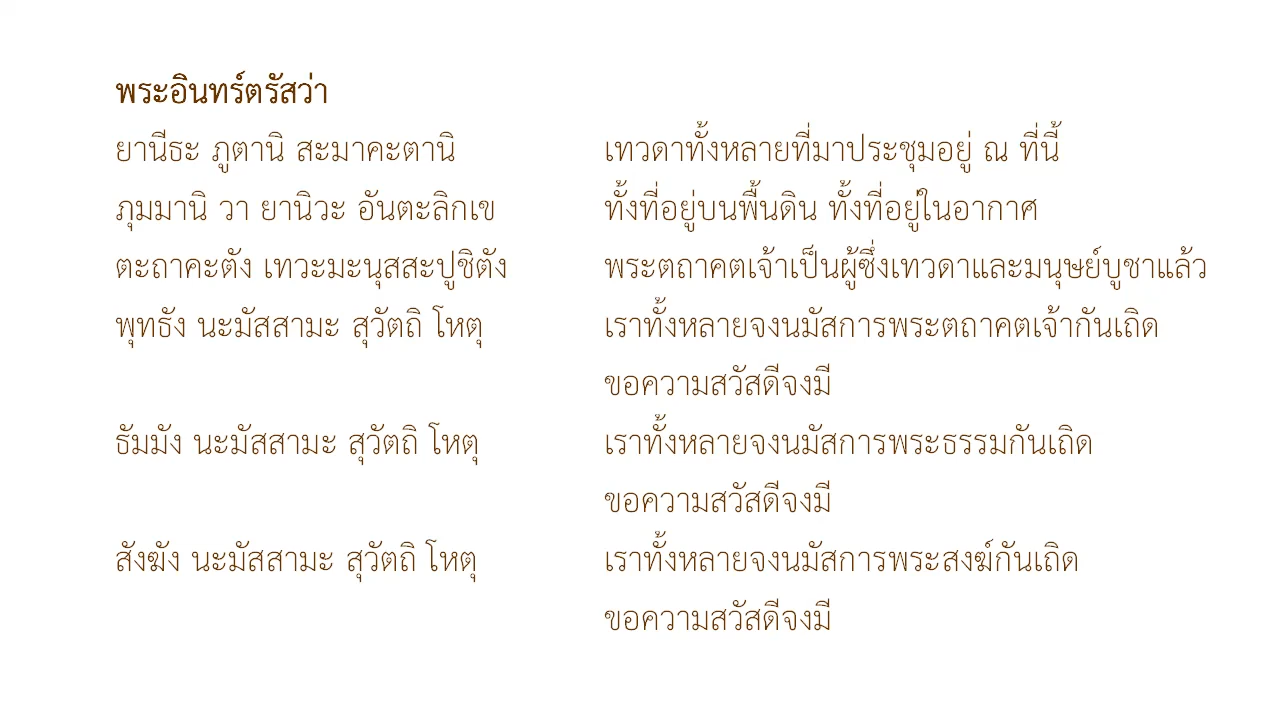 พระอินทร์ตรัสว่า
ยานีธะ ภูตานิ สะมาคะตานิ เทวดาทั้งหลายที่มาประชุมอยู่ ณ ที่นี้
ภุมมานิ วา ยานิวะ อันตะลิกเข ทั้งที่อยู่บนพื้นดิน ทั้งที่อยู่ในอากาศ
ตะถาคะตัง เทวะมะนุสสะปูชิตัง พระตถาคตเจ้าเป็นผู้ซึ่งเทวดาและมนุษย์บูชาแล้ว
พุทธัง นะมัสสามะ สุวัตถิ โหตุ เราทั้งหลายจงนมัสการพระตถาคตเจ้ากันเถิด
ขอความสวัสดีจงมี
ธัมมัง นะมัสสามะ สุวัตถิ โหตุ เราทั้งหลายจงนมัสการพระธรรมกันเถิด
ขอความสวัสดีจงมี
สังฆัง นะมัสสามะ สุวัตถิ โหตุ เราทั้งหลายจงนมัสการพระสงฆ์กันเถิด
ขอความสวัสดีจงมี